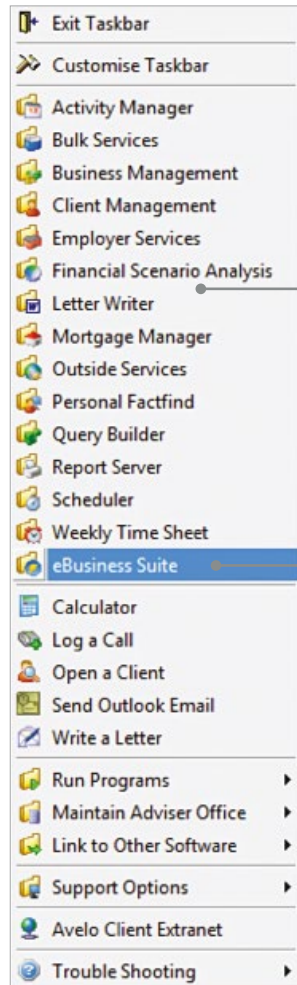 Exit Taskbar
Customise Taskbar
Activity Manager
Bulk Services
Business Management
Client Management
Employer Services
Financial Scenario Analysis
Letter Writer
Mortgage Manager
Outside Services
Personal Factfind
Query Builder
Report Server
Scheduler
Weekly Time Sheet
eBusiness Suite
Calculator
Log a Call
Open a Client
Send Outlook Email
Write a Letter
Run Programs
Maintain Adviser Office
Link to Other Software
Support Options
Avelo Client Extranet
Trouble Shooting